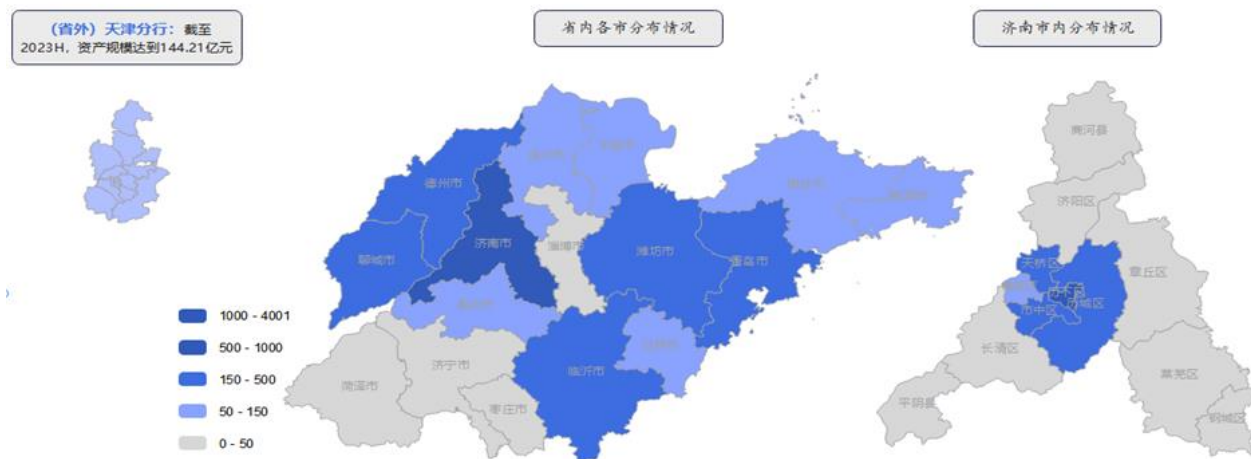 （省外）天津分行：截至
2023H，资产规模达到144.21亿元
省内各市分布情况
济南市内分布情况
德州市
聊城市
济南市
淄博市
潍坊市
青岛市
临沂市
济宁市
菏泽市
枣庄市
1000 - 4001
500 - 1000
150 - 500
50 - 150
0 - 50
商河县
济阳区
章丘区
天桥区
历城区
市中区
长清区
平阴县
莱芜区
钢城区